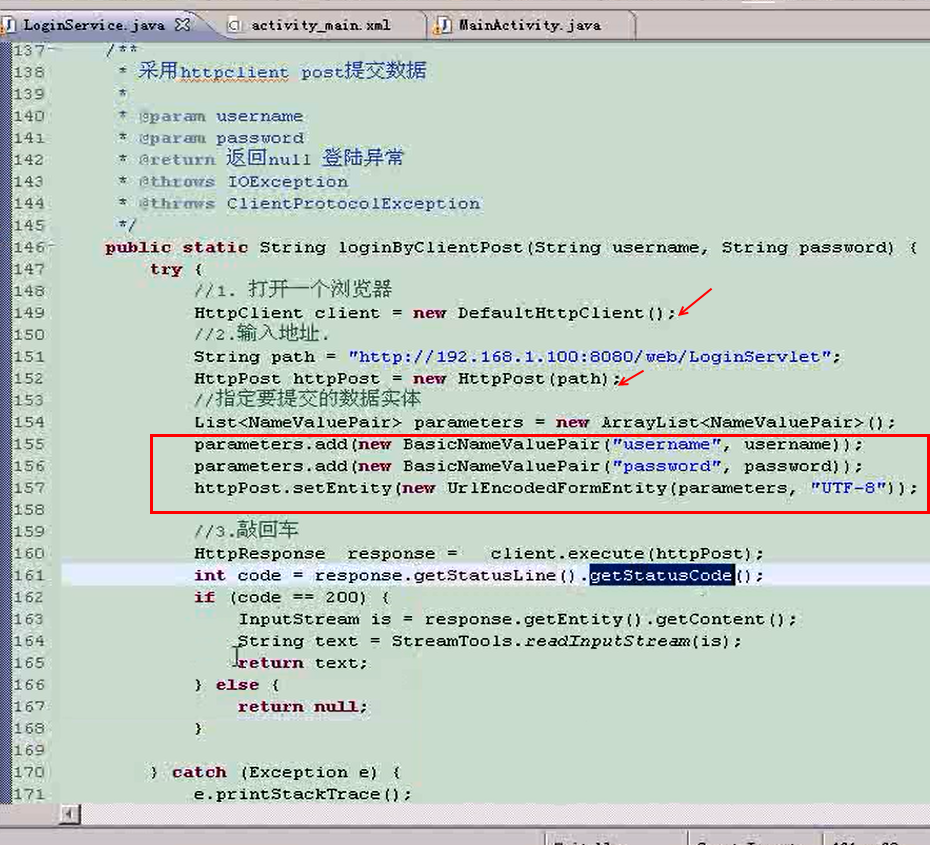 LoginService.java activity_main.xml MainActivity.java
137 /**
138 * 采用httpclient post提交数据
139 *
140 * @param username
141 * @param password
142 * @return 返回null 登陆异常
143 * @throws IOException
144 * @throws ClientProtocolException
145 */
146 public static String loginByClientPost(String username, String password) {
147 try {
148 //1. 打开一个浏览器
149 HttpClient client = new DefaultHttpClient();
150 //2.输入地址.
151 String path = "http://192.168.1.100:8080/web/LoginServlet";
152 HttpPost httpPost = new HttpPost(path);
153 //指定要提交的数据实体
154 List<NameValuePair> parameters = new ArrayList<NameValuePair>();
155 parameters.add(new BasicNameValuePair("username", username));
156 parameters.add(new BasicNameValuePair("password", password));
157 httpPost.setEntity(new UrlEncodedFormEntity(parameters, "UTF-8"));
158
159 //3.敲回车
160 HttpResponse response = client.execute(httpPost);
161 int code = response.getStatusLine().getStatusCode();
162 if (code == 200) {
163 InputStream is = response.getEntity().getContent();
164 String text = StreamTools.readInputStream(is);
165 return text;
166 } else {
167 return null;
168 }
169
170 } catch (Exception e) {
171 e.printStackTrace();